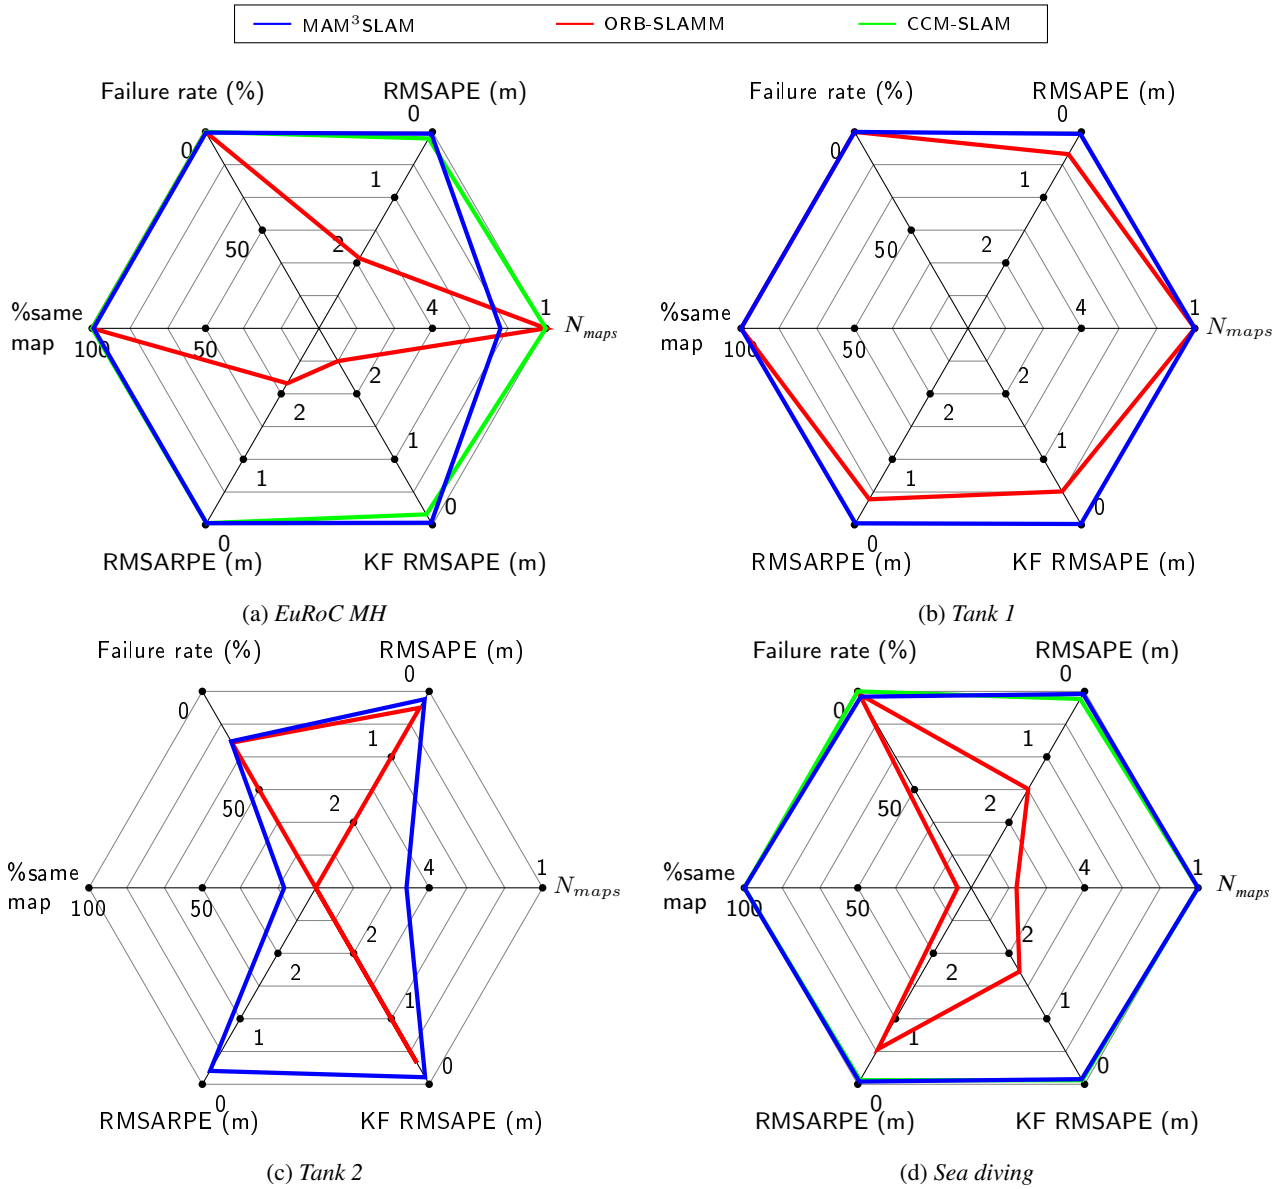 MAM³SLAM ORB-SLAMM CCM-SLAM
Failure rate (%) RMSAPE (m)
0
0
1
50
2
%same
map
4
1
N_maps
100
50
2
2
1
1
0
0
RMSARPE (m) KF RMSAPE (m)
(a) EuRoC MH
Failure rate (%) RMSAPE (m)
0
0
1
50
2
%same
map
4
1
N_maps
100
50
2
2
1
1
0
0
RMSARPE (m) KF RMSAPE (m)
(b) Tank 1
Failure rate (%) RMSAPE (m)
0
0
1
50
2
%same
map
4
1
N_maps
100
50
2
2
1
1
0
0
RMSARPE (m) KF RMSAPE (m)
(c) Tank 2
Failure rate (%) RMSAPE (m)
0
0
1
50
2
%same
map
4
1
N_maps
100
50
2
2
1
1
0
0
RMSARPE (m) KF RMSAPE (m)
(d) Sea diving